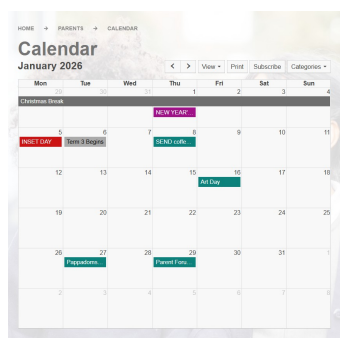 HOME → PARENTS → CALENDAR
Calendar
January 2026
< > View Print Subscribe Categories
Mon Tue Wed Thu Fri Sat Sun
29 30 31 1 2 3 4
Christmas Break
NEW YEAR'...
5 6 7 8 9 10 11
INSET DAY Term 3 Begins SEND coffe...
12 13 14 15 16 17 18
Art Day
19 20 21 22 23 24 25
26 27 28 29 30 31 1
Pappadoms... Parent Foru...
2 3 4 5 6 7 8